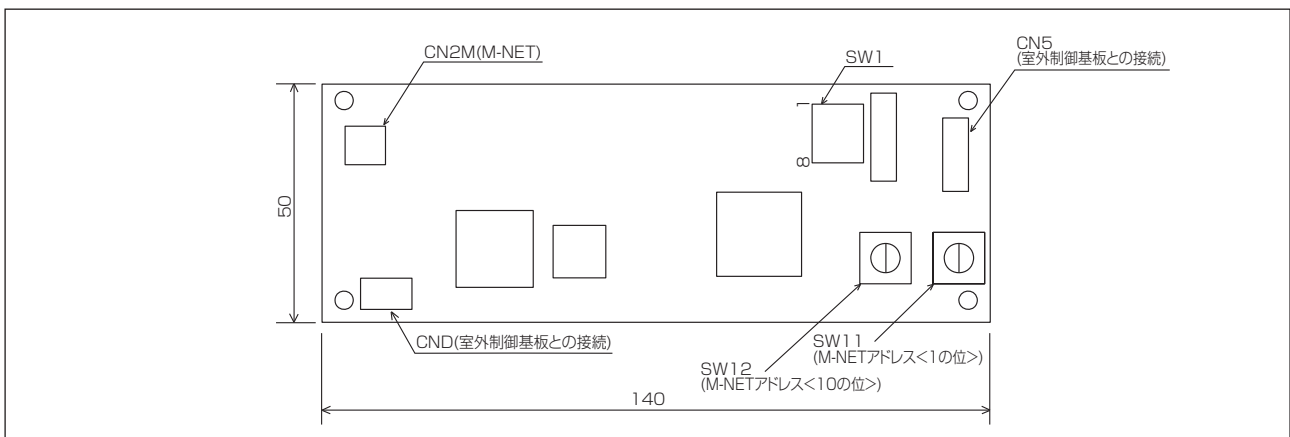 CN2M(M-NET)
SW1
CN5
(室外制御基板との接続)
1
8
50
CND(室外制御基板との接続)
SW11
(M-NETアドレス<1の位>)
SW12
(M-NETアドレス<10の位>)
140